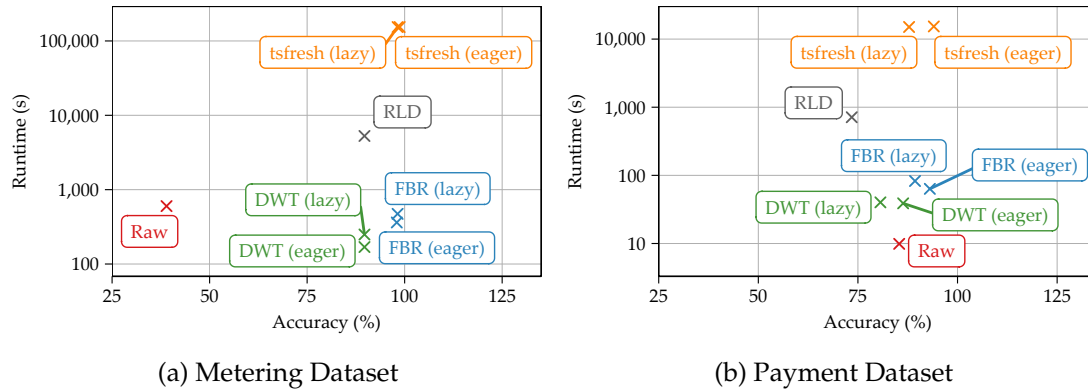 100,000
10,000
1,000
100
Runtime (s)
tsfresh (lazy)
tsfresh (eager)
RLD
DWT (lazy)
FBR (lazy)
Raw
DWT (eager)
FBR (eager)
25
50
75
100
125
Accuracy (%)
(a) Metering Dataset
10,000
1,000
100
10
Runtime (s)
tsfresh (lazy)
tsfresh (eager)
RLD
FBR (lazy)
FBR (eager)
DWT (lazy)
DWT (eager)
Raw
25
50
75
100
125
Accuracy (%)
(b) Payment Dataset